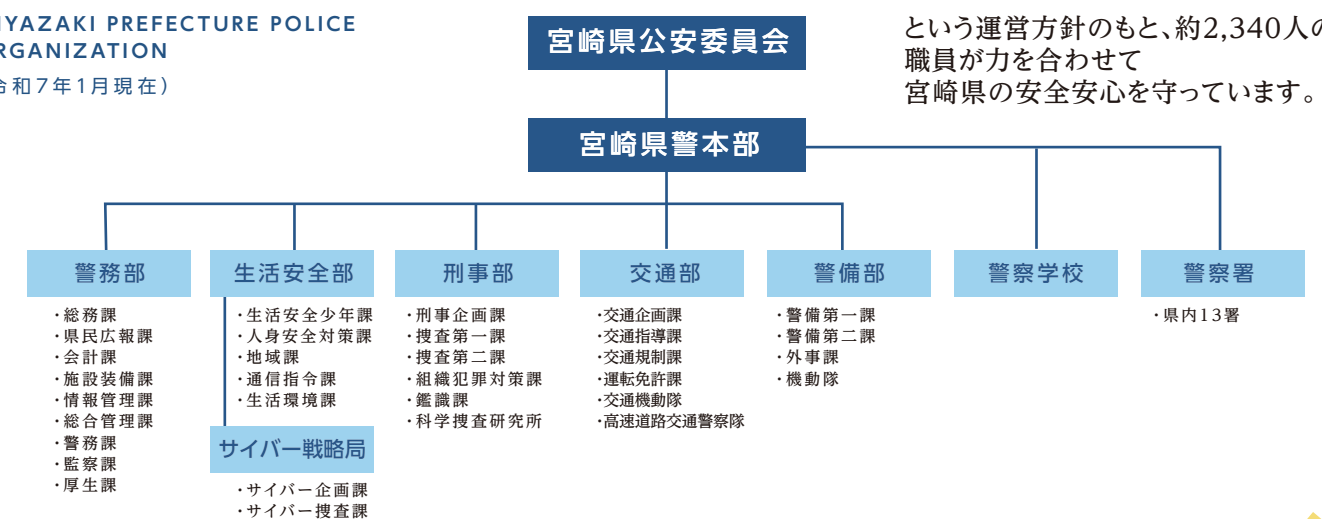 IYAZAKI PREFECTURE POLICE
RGANIZATION
令和7年1月現在）
という運営方針のもと、約2,340人の
職員が力を合わせて
宮崎県の安全安心を守っています。
宮崎県公安委員会
宮崎県警本部
警務部
・総務課
・県民広報課
・会計課
・施設装備課
・情報管理課
・総合管理課
・警務課
・監察課
・厚生課
生活安全部
・生活安全少年課
・人身安全対策課
・地域課
・通信指令課
・生活環境課
サイバー戦略局
・サイバー企画課
・サイバー捜査課
刑事部
・刑事企画課
・捜査第一課
・捜査第二課
・組織犯罪対策課
・鑑識課
・科学捜査研究所
交通部
・交通企画課
・交通指導課
・交通規制課
・運転免許課
・交通機動隊
・高速道路交通警察隊
警備部
・警備第一課
・警備第二課
・外事課
・機動隊
警察学校
警察署
・県内13署